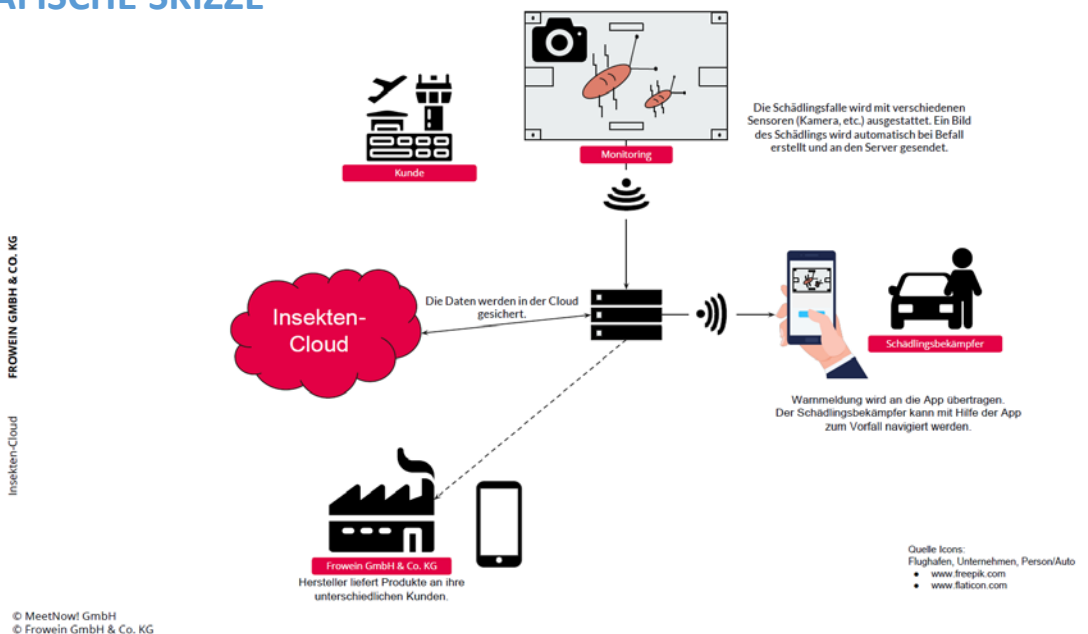 Die Schädlingsfalle wird mit verschiedenen
Sensoren (Kamera, etc.) ausgestattet. Ein Bild
des Schädlings wird automatisch bei Befall
erstellt und an den Server gesendet.
Monitoring
Kunde
Insekten-
Cloud
Die Daten werden in der Cloud
gesichert.
Schädlingsbekämpfer
Warnmeldung wird an die App übertragen.
Der Schädlingsbekämpfer kann mit Hilfe der App
zum Vorfall navigiert werden.
Frowein GmbH & Co. KG
Hersteller liefert Produkte an ihre
unterschiedlichen Kunden.
Quelle Icons:
Flughafen, Unternehmen, Person/Auto
● www.freepik.com
● www.flaticon.com
Insekten-Cloud FROWEIN GMBH & CO. KG
© MeetNow! GmbH
© Frowein GmbH & Co. KG